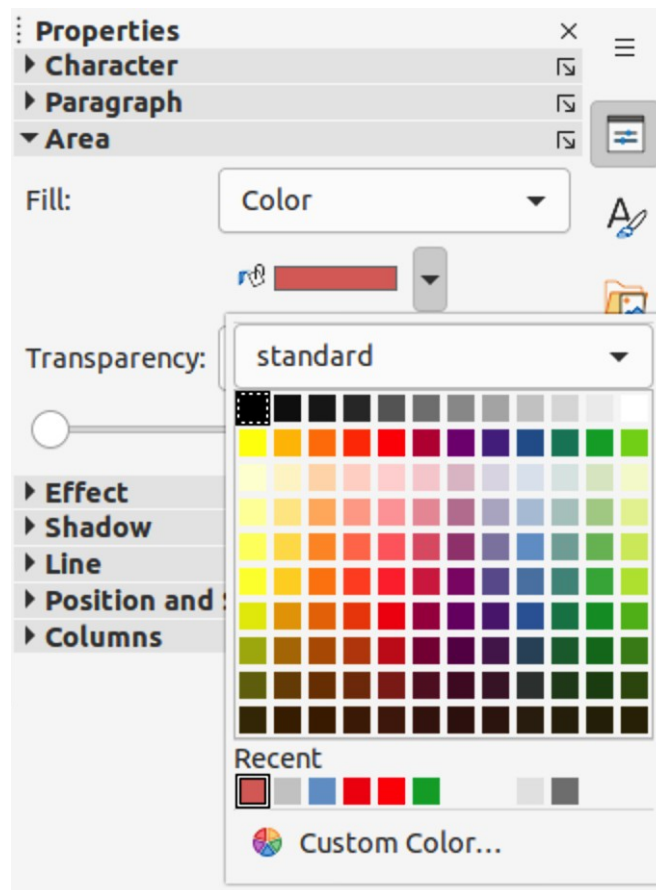 Properties
Character
Paragraph
Area
Fill:
Color
Transparency:
standard
Effect
Shadow
Line
Position and
Columns
Recent
Custom Color...